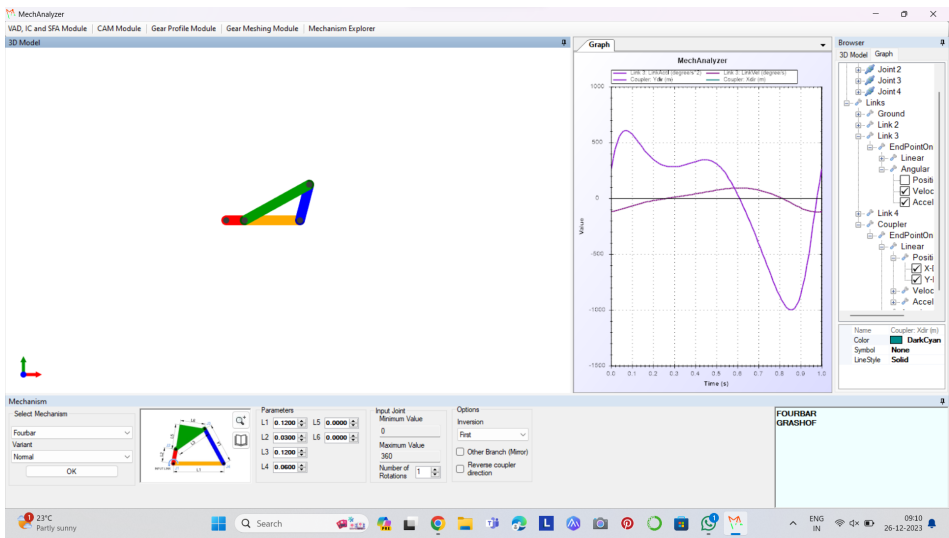 MechAnalyzer
VAD, IC and SFA Module
CAM Module
Gear Profile Module
Gear Meshing Module
Mechanism Explorer
3D Model
Graph
MechAnalyzer
Link 3: LinkAccl (degrees/s^2)
Link 3: LinkVel (degrees/s)
Coupler: Ydir (m)
Coupler: Xdir (m)
1000
500
0
-500
-1000
-1500
Value
0.0 0.1 0.2 0.3 0.4 0.5 0.6 0.7 0.8 0.9 1.0
Time (s)
Browser
3D Model
Graph
Joint2
Joint3
Joint4
Links
Ground
Link 2
Link 3
EndPointOn
Linear
Angular
Positi
Veloc
Accel
Link 4
Coupler
EndPointOn
Linear
Positi
X-I
Y-I
Veloc
Accel
Name Coupler: Xdir (m)
Color DarkCyan
Symbol None
LineStyle Solid
Mechanism
Select Mechanism
Fourbar
Variant
Normal
OK
L1
Parameters
L1 0.1200 L5 0.0000
L2 0.0300 L6 0.0000
L3 0.1200
L4 0.0600
Input Joint
Minimum Value
0
Maximum Value
360
Number of
Rotations
1
Options
Inversion
First
Other Branch (Mirror)
Reverse coupler
direction
FOURBAR
GRASHOF
1
23°C
Partly sunny
Search
PRE
L
ENG
IN
09:10
26-12-2023